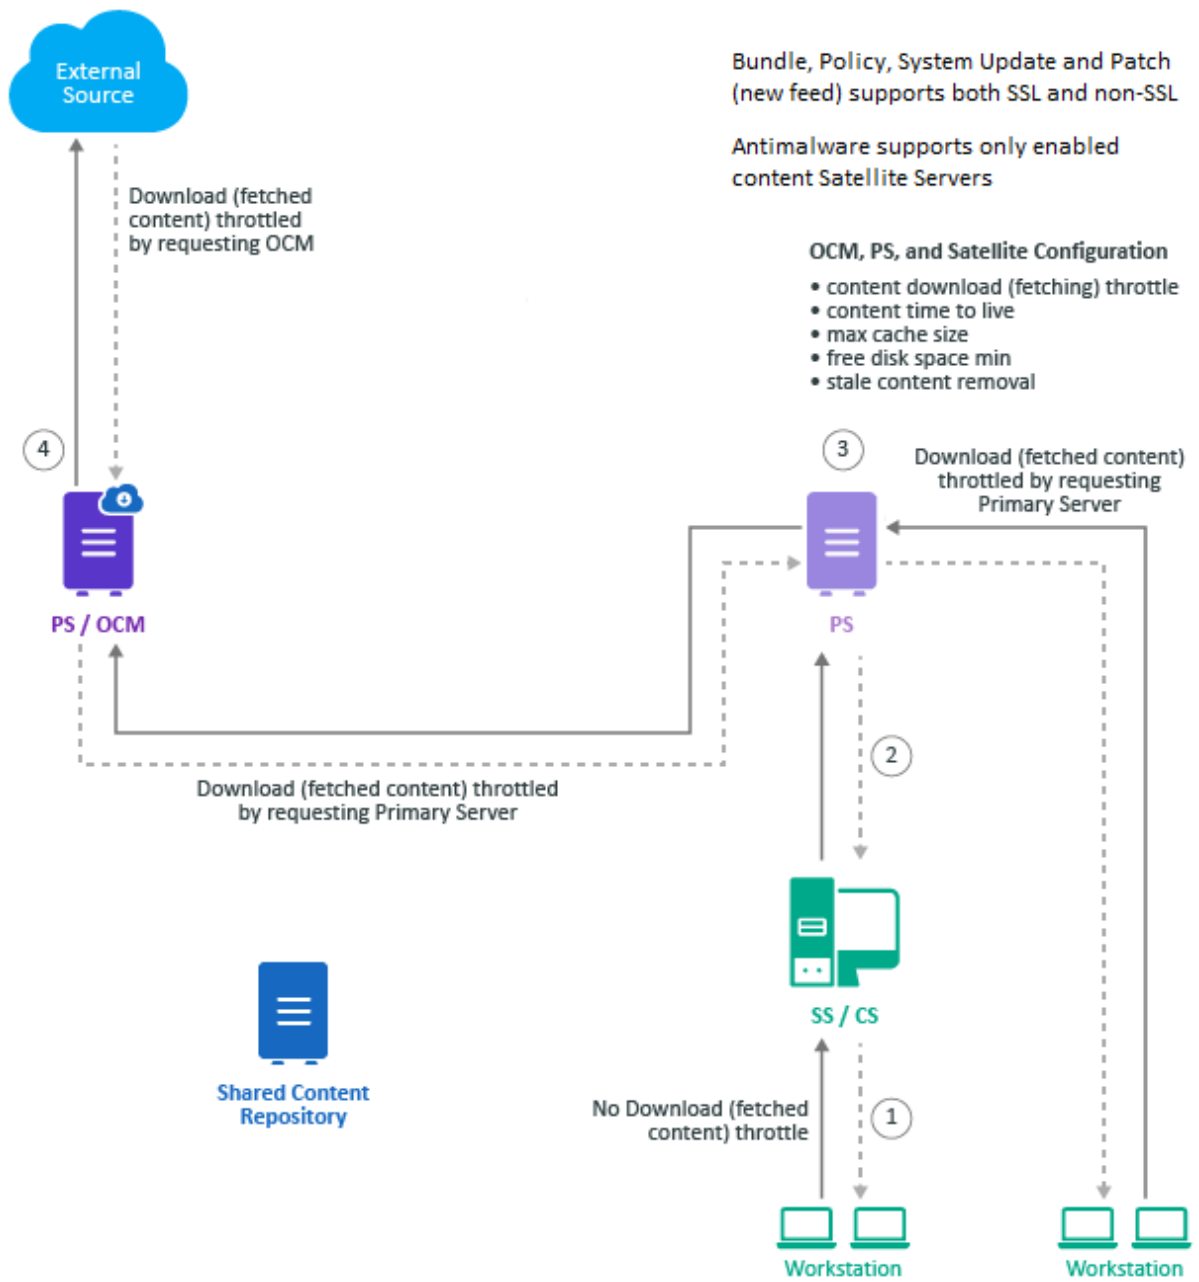 External
Source
Bundle, Policy, System Update and Patch
(new feed) supports both SSL and non-SSL
Antimalware supports only enabled
content Satellite Servers
Download (fetched
content) throttled
by requesting OCM
OCM, PS, and Satellite Configuration
• content download (fetching) throttle
• content time to live
• max cache size
• free disk space min
• stale content removal
4
3
Download (fetched content)
throttled by requesting
Primary Server
PS / OCM
PS
2
Download (fetched content) throttled
by requesting Primary Server
SS / CS
Shared Content
Repository
No Download (fetched
content) throttle
1
Workstation
Workstation